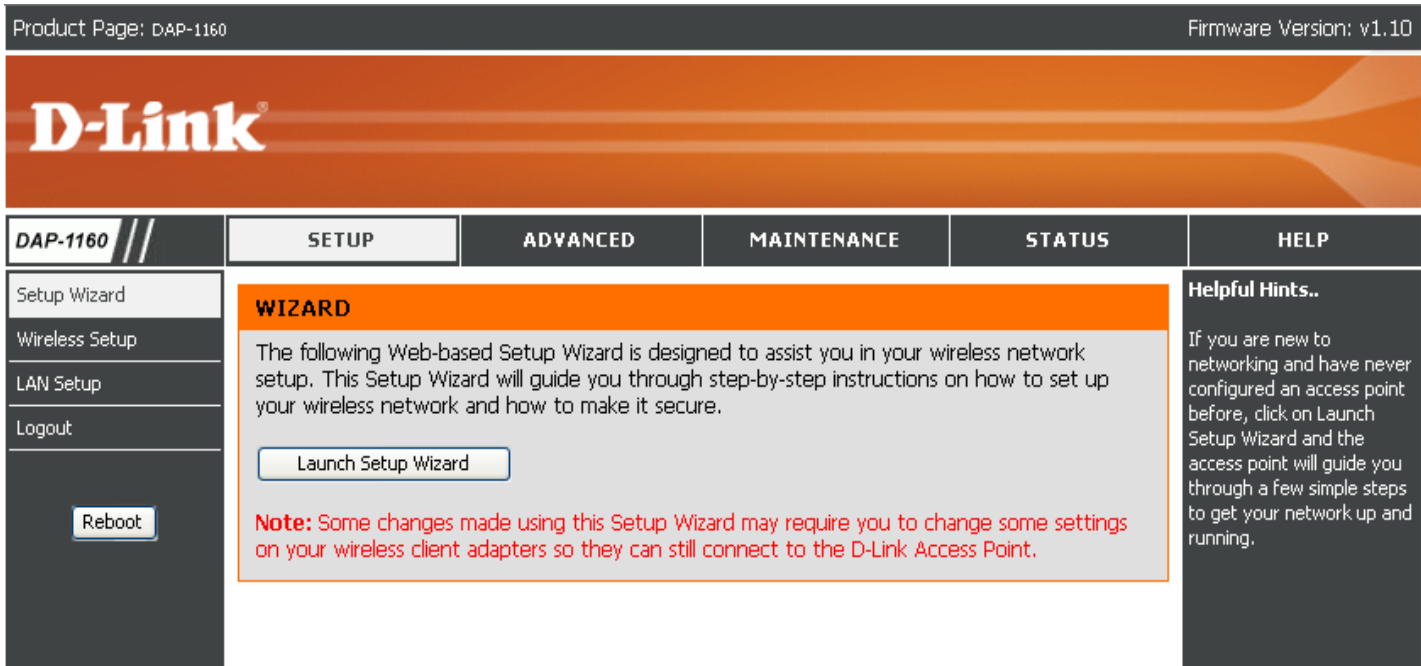 Product Page: DAP-1160
Firmware Version: v1.10
D-Link®
DAP-1160
SETUP
ADVANCED
MAINTENANCE
STATUS
HELP
Setup Wizard
Wireless Setup
LAN Setup
Logout
Reboot
WIZARD
The following Web-based Setup Wizard is designed to assist you in your wireless network
setup. This Setup Wizard will guide you through step-by-step instructions on how to set up
your wireless network and how to make it secure.
Launch Setup Wizard
Note: Some changes made using this Setup Wizard may require you to change some settings
on your wireless client adapters so they can still connect to the D-Link Access Point.
Helpful Hints..
If you are new to
networking and have never
configured an access point
before, click on Launch
Setup Wizard and the
access point will guide you
through a few simple steps
to get your network up and
running.